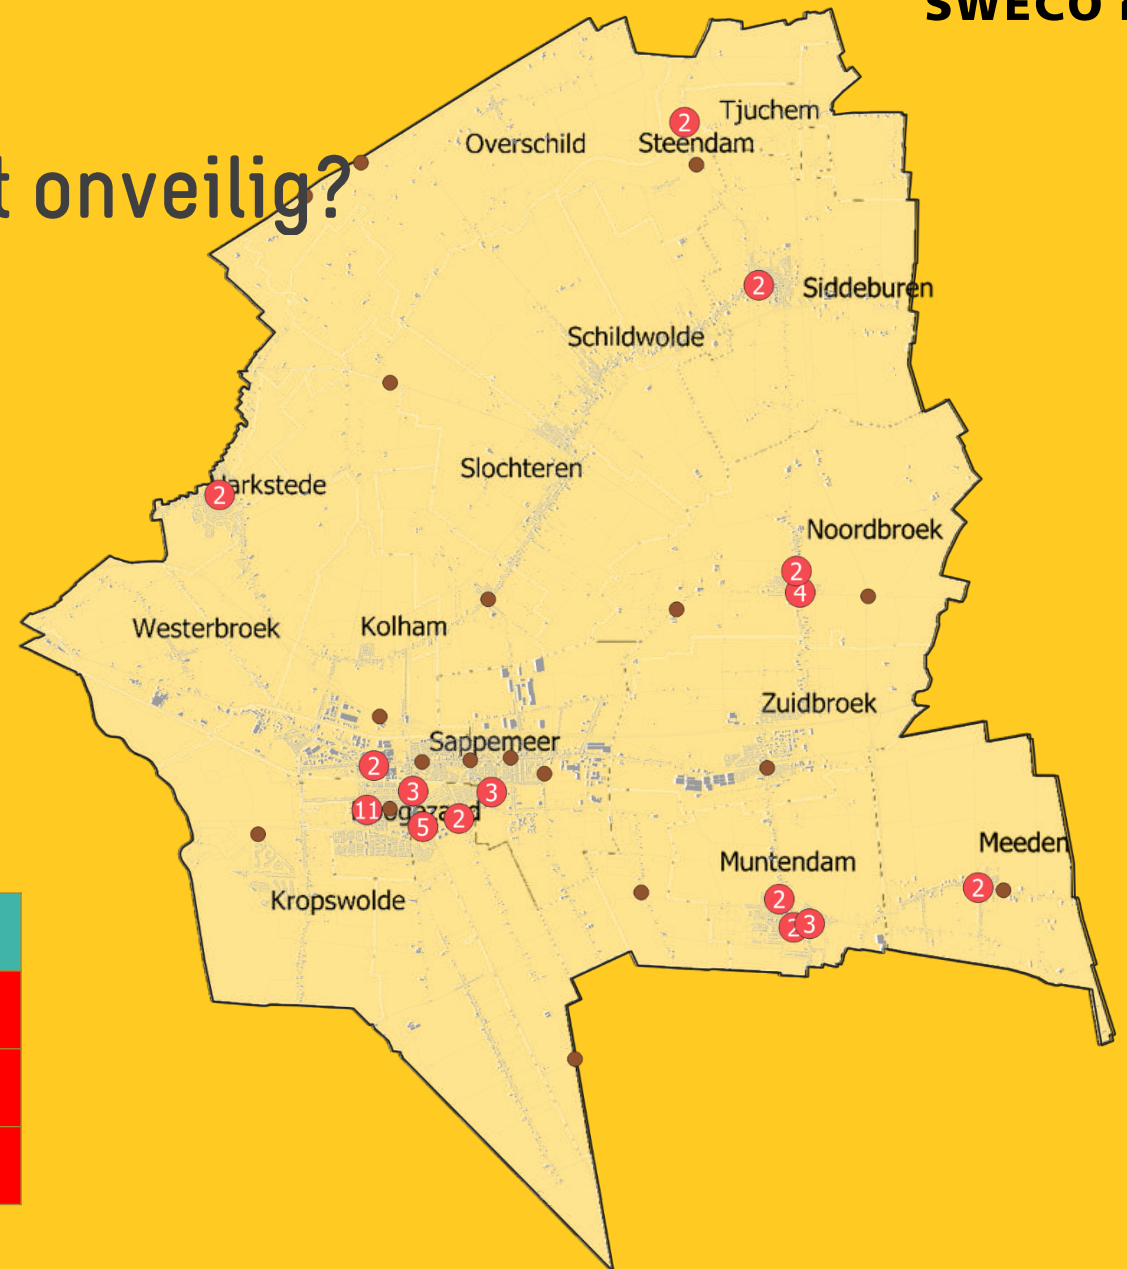 SWECO
t onveilig?
Tjuchem
2
Overschild
Steendam
2
Siddeburen
Schildwolde
Slochteren
2
arkstede
Noordbroek
2
4
Westerbroek
Kolham
Zuidbroek
Sappemeer
2
3
3
11
2
5
Meeden
Muntendam
2
2
Kropswolde
2
3